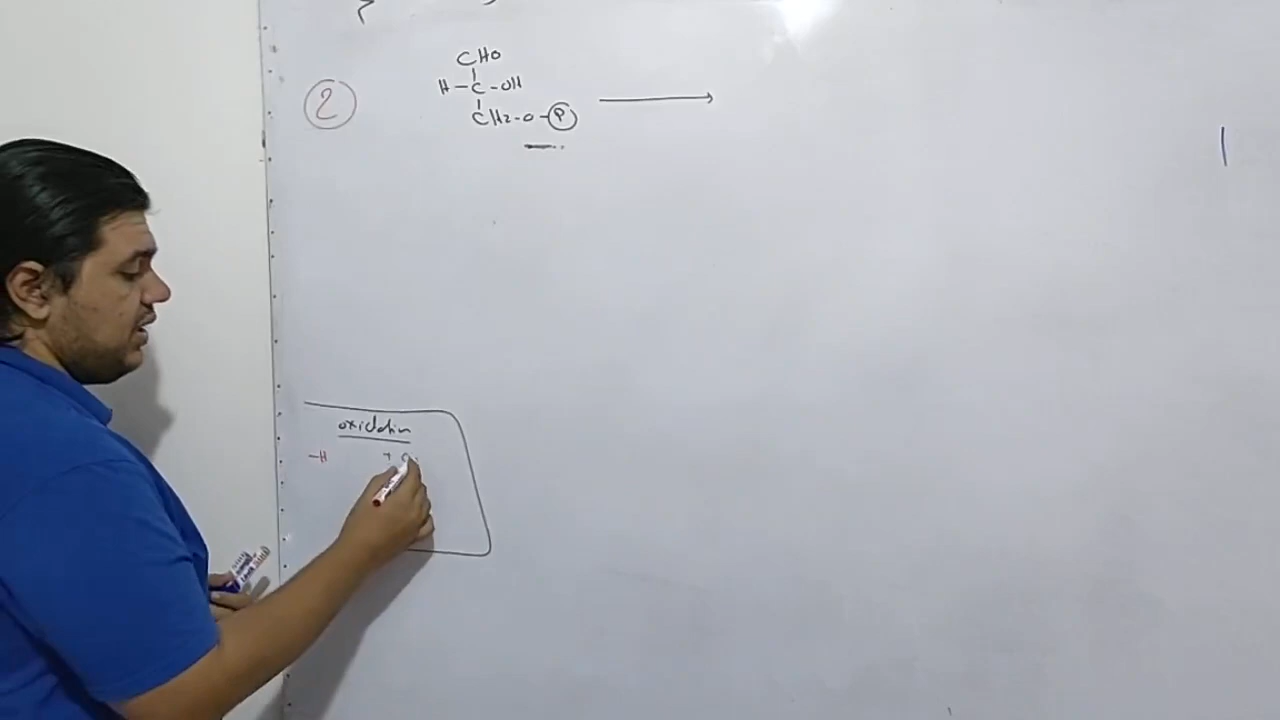 CHO
② H-C-OH
CH2-O-Ⓟ
oxidation
-H + O